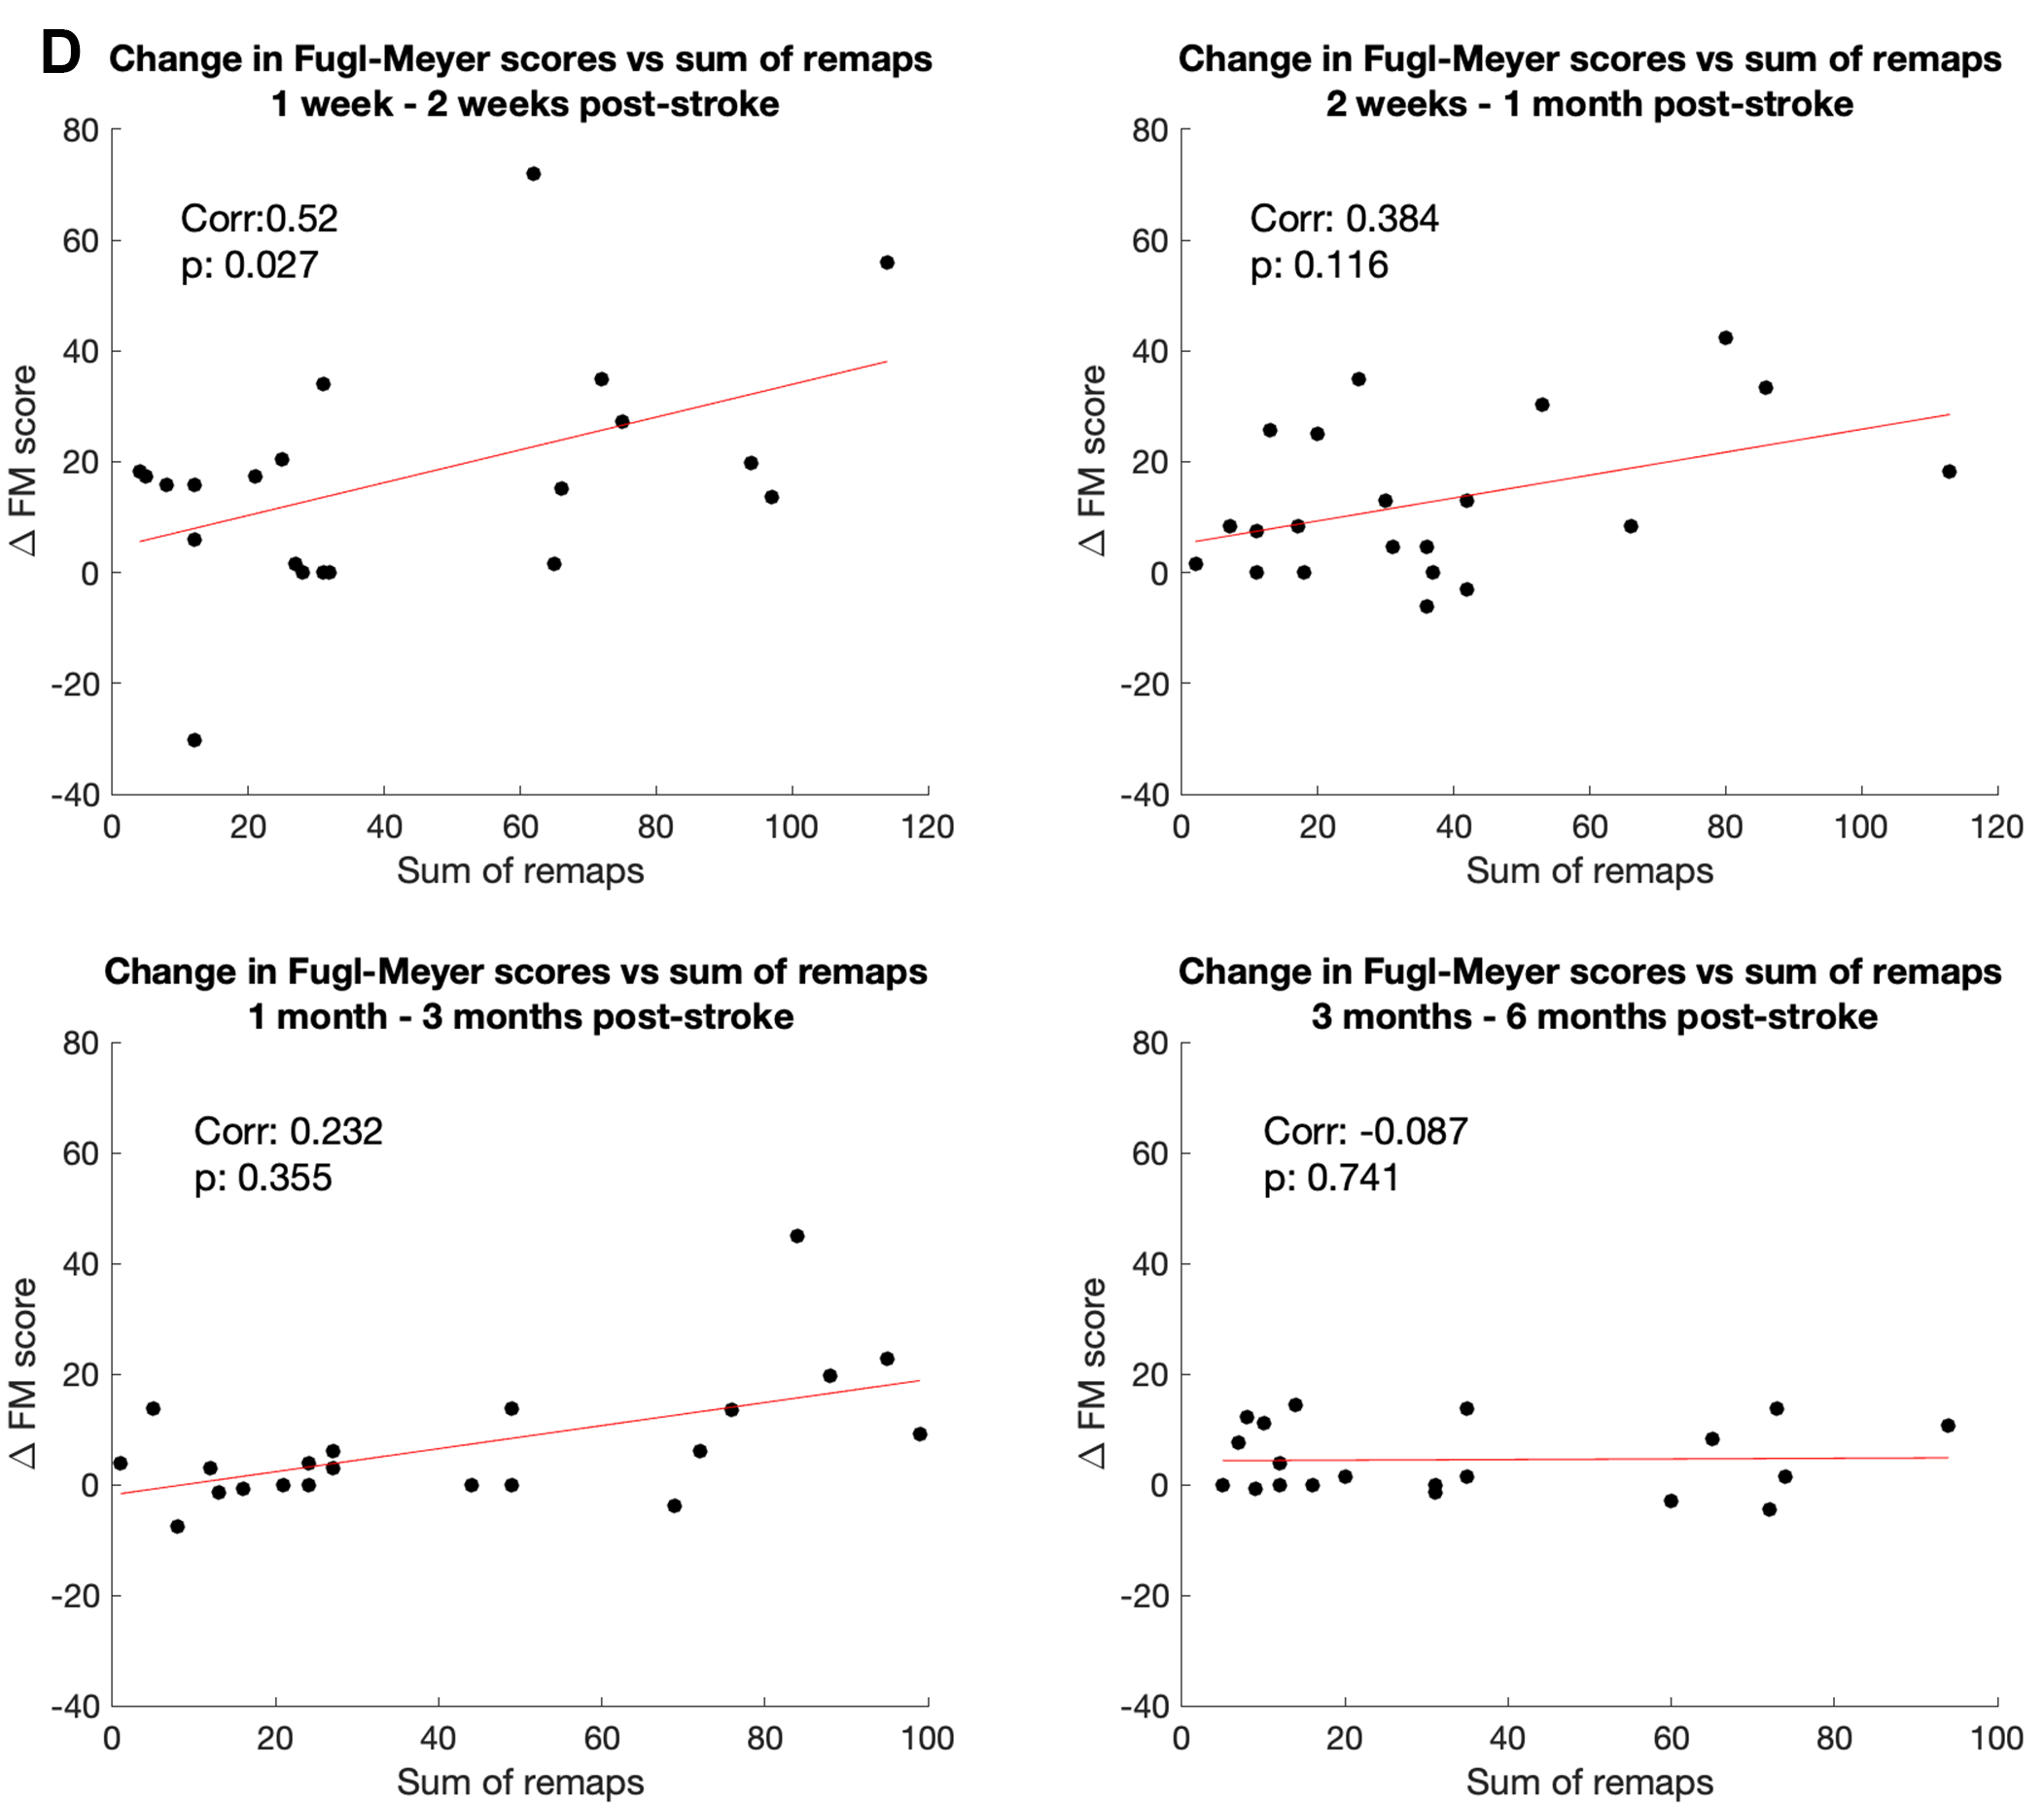 D
Change in Fugl-Meyer scores vs sum of remaps
1 week - 2 weeks post-stroke
80
60
40
20
0
-20
-40
Corr:0.52
p: 0.027
Δ FM score
0 20 40 60 80 100 120
Sum of remaps
Change in Fugl-Meyer scores vs sum of remaps
2 weeks - 1 month post-stroke
80
60
40
20
0
-20
-40
Corr: 0.384
p: 0.116
Δ FM score
0 20 40 60 80 100 120
Sum of remaps
Change in Fugl-Meyer scores vs sum of remaps
1 month - 3 months post-stroke
80
60
40
20
0
-20
-40
Corr: 0.232
p: 0.355
Δ FM score
0 20 40 60 80 100
Sum of remaps
Change in Fugl-Meyer scores vs sum of remaps
3 months - 6 months post-stroke
80
60
40
20
0
-20
-40
Corr: -0.087
p: 0.741
Δ FM score
0 20 40 60 80 100
Sum of remaps